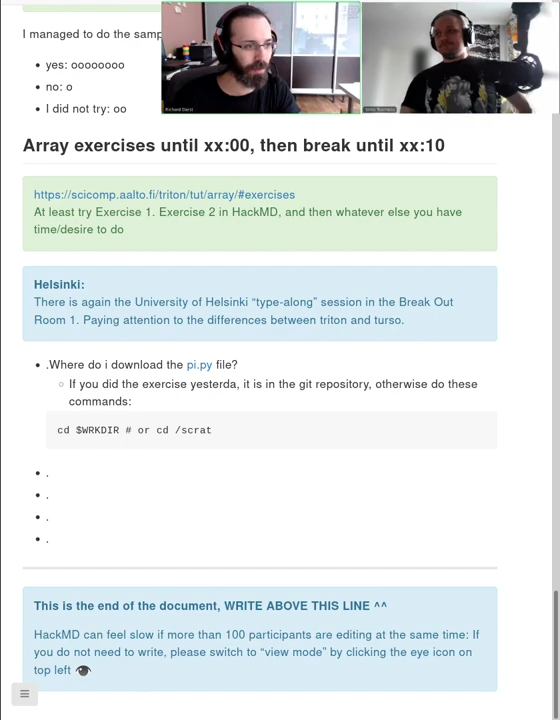 I managed to do the samp
yes: oooooooo
no: o
I did not try: oo
Richard Darst
Array exercises until xx:00, then break until xx:10
https://scicomp.aalto.fi/triton/tut/array/#exercises
At least try Exercise 1. Exercise 2 in HackMD, and then whatever else you have
time/desire to do
Helsinki:
There is again the University of Helsinki “type-along” session in the Break Out
Room 1. Paying attention to the differences between triton and turso.
.Where do i download the pi.py file?
If you did the exercise yesterda, it is in the git repository, otherwise do these
commands:
cd $WRKDIR # or cd /scrat
.
.
.
.
This is the end of the document, WRITE ABOVE THIS LINE ^^
HackMD can feel slow if more than 100 participants are editing at the same time: If
you do not need to write, please switch to “view mode” by clicking the eye icon on
top left